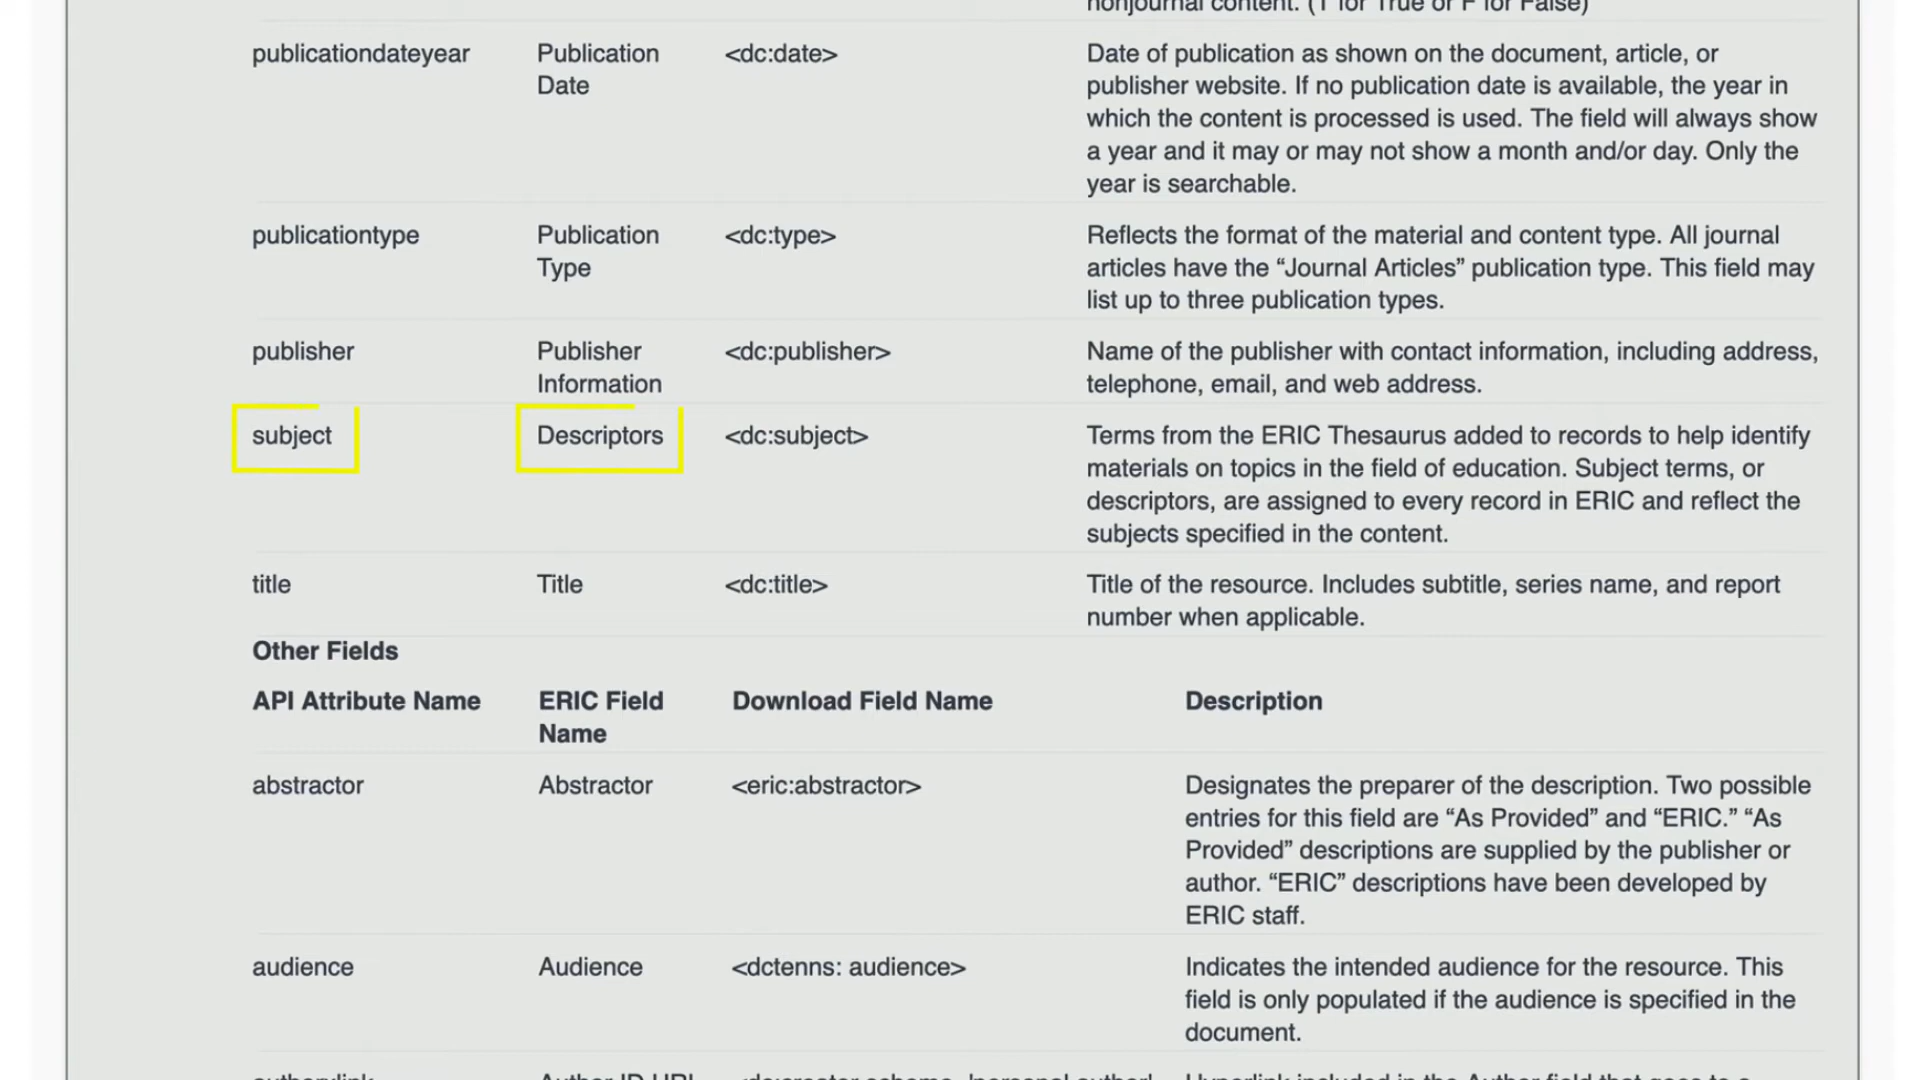 nonjournal content. (T for True or F for False)
publicationdateyear Publication Date <dc:date> Date of publication as shown on the document, article, or
publisher website. If no publication date is available, the year in
which the content is processed is used. The field will always show
a year and it may or may not show a month and/or day. Only the
year is searchable.
publicationtype Publication Type <dc:type> Reflects the format of the material and content type. All journal
articles have the “Journal Articles” publication type. This field may
list up to three publication types.
publisher Publisher Information <dc:publisher> Name of the publisher with contact information, including address,
telephone, email, and web address.
subject Descriptors <dc:subject> Terms from the ERIC Thesaurus added to records to help identify
materials on topics in the field of education. Subject terms, or
descriptors, are assigned to every record in ERIC and reflect the
subjects specified in the content.
title Title <dc:title> Title of the resource. Includes subtitle, series name, and report
number when applicable.
Other Fields
API Attribute Name ERIC Field Name Download Field Name Description
abstractor Abstractor <eric:abstractor> Designates the preparer of the description. Two possible
entries for this field are “As Provided” and “ERIC.” “As
Provided” descriptions are supplied by the publisher or
author. “ERIC” descriptions have been developed by
ERIC staff.
audience Audience <dctenns: audience> Indicates the intended audience for the resource. This
field is only populated if the audience is specified in the
document.
Author ID URL Hyperlink included in the Author field that goes to a